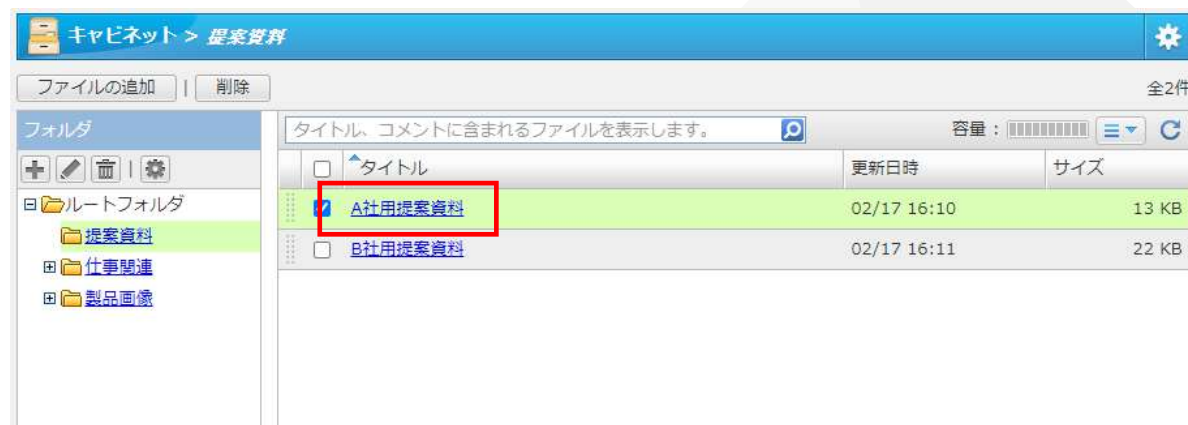 キャビネット > 提案資料
ファイルの追加 | 削除
全2件
フォルダ
タイトル、コメントに含まれるファイルを表示します。
容量：
タイトル 更新日時 サイズ
ルートフォルダ
提案資料
仕事関連
製品画像
A社用提案資料 02/17 16:10 13 KB
B社用提案資料 02/17 16:11 22 KB